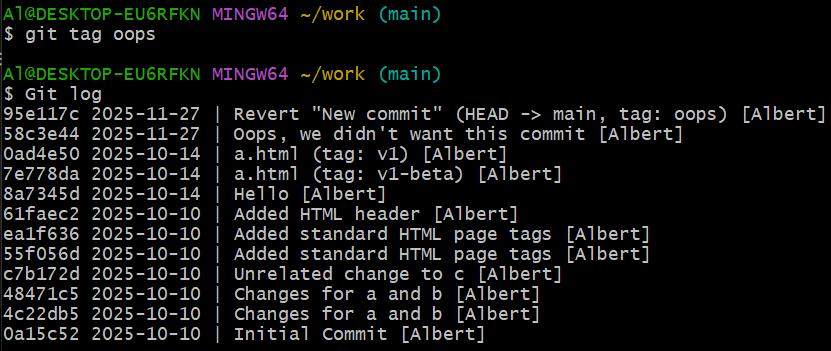 Al@DESKTOP-EU6RFKN MINGW64 ~/work (main)
$ git tag oops
Al@DESKTOP-EU6RFKN MINGW64 ~/work (main)
$ Git log
95e117c 2025-11-27 | Revert "New commit" (HEAD -> main, tag: oops) [Albert]
58c3e44 2025-11-27 | Oops, we didn't want this commit [Albert]
0ad4e50 2025-10-14 | a.html (tag: v1) [Albert]
7e778da 2025-10-14 | a.html (tag: v1-beta) [Albert]
8a7345d 2025-10-14 | Hello [Albert]
61faec2 2025-10-10 | Added HTML header [Albert]
ea1f636 2025-10-10 | Added standard HTML page tags [Albert]
55f056d 2025-10-10 | Added standard HTML page tags [Albert]
c7b172d 2025-10-10 | Unrelated change to c [Albert]
48471c5 2025-10-10 | Changes for a and b [Albert]
4c22db5 2025-10-10 | Changes for a and b [Albert]
0a15c52 2025-10-10 | Initial Commit [Albert]